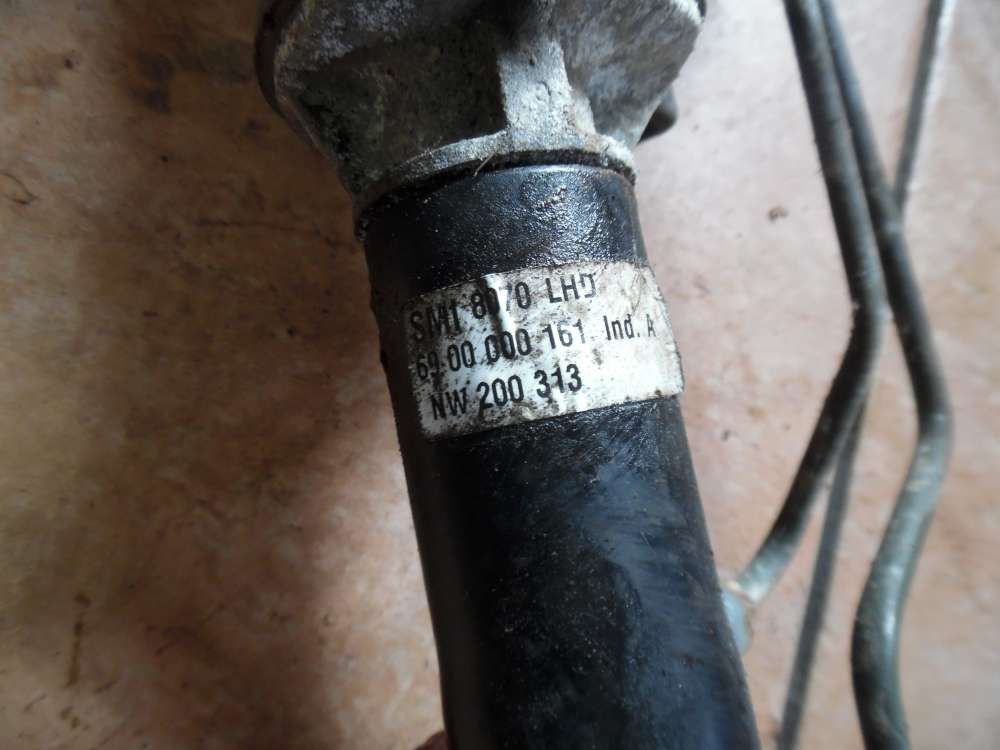 SMI 8070 LHD
69 00 000 161 Ind. A
NW 200 313